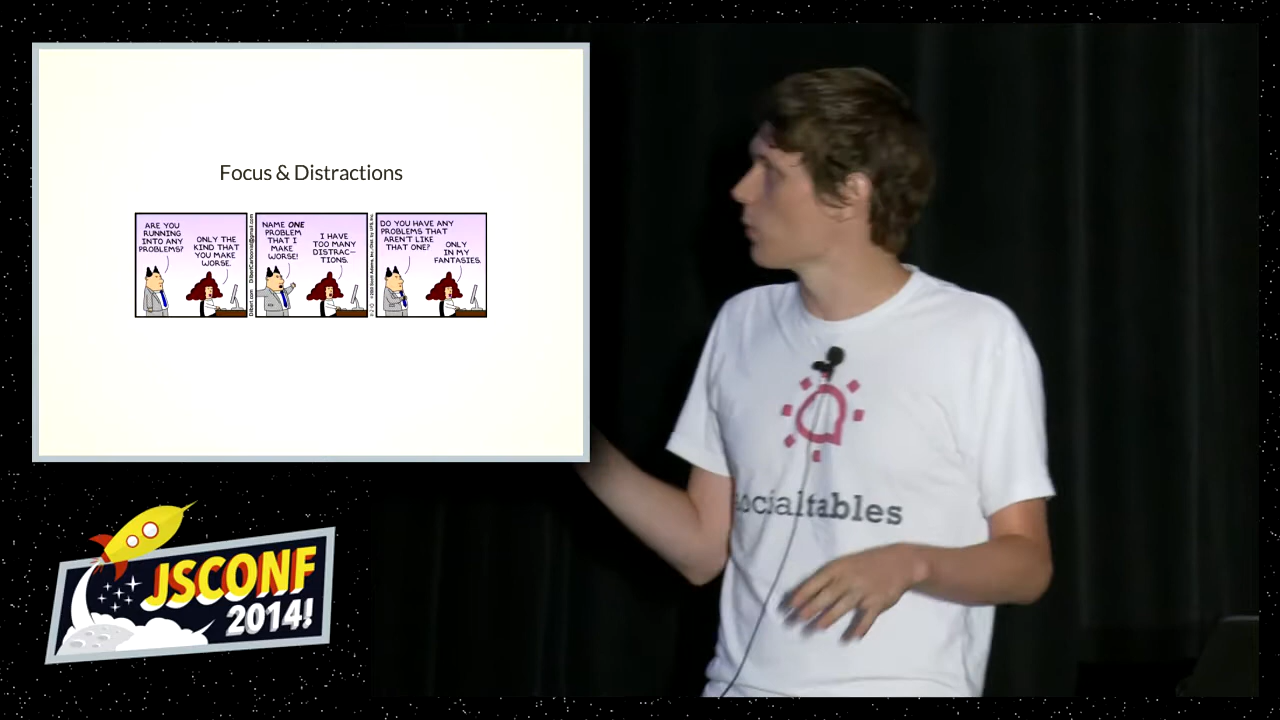 Focus & Distractions
ARE YOU
RUNNING
INTO ANY
PROBLEMS?
ONLY THE
KIND THAT
YOU MAKE
WORSE.
NAME ONE
PROBLEM
THAT I
MAKE
WORSE!
I HAVE
TOO MANY
DISTRAC-
TIONS.
DO YOU HAVE ANY
PROBLEMS THAT
AREN'T LIKE
THAT ONE?
ONLY
IN MY
FANTASIES.
JSCONF
2014!
socialtables